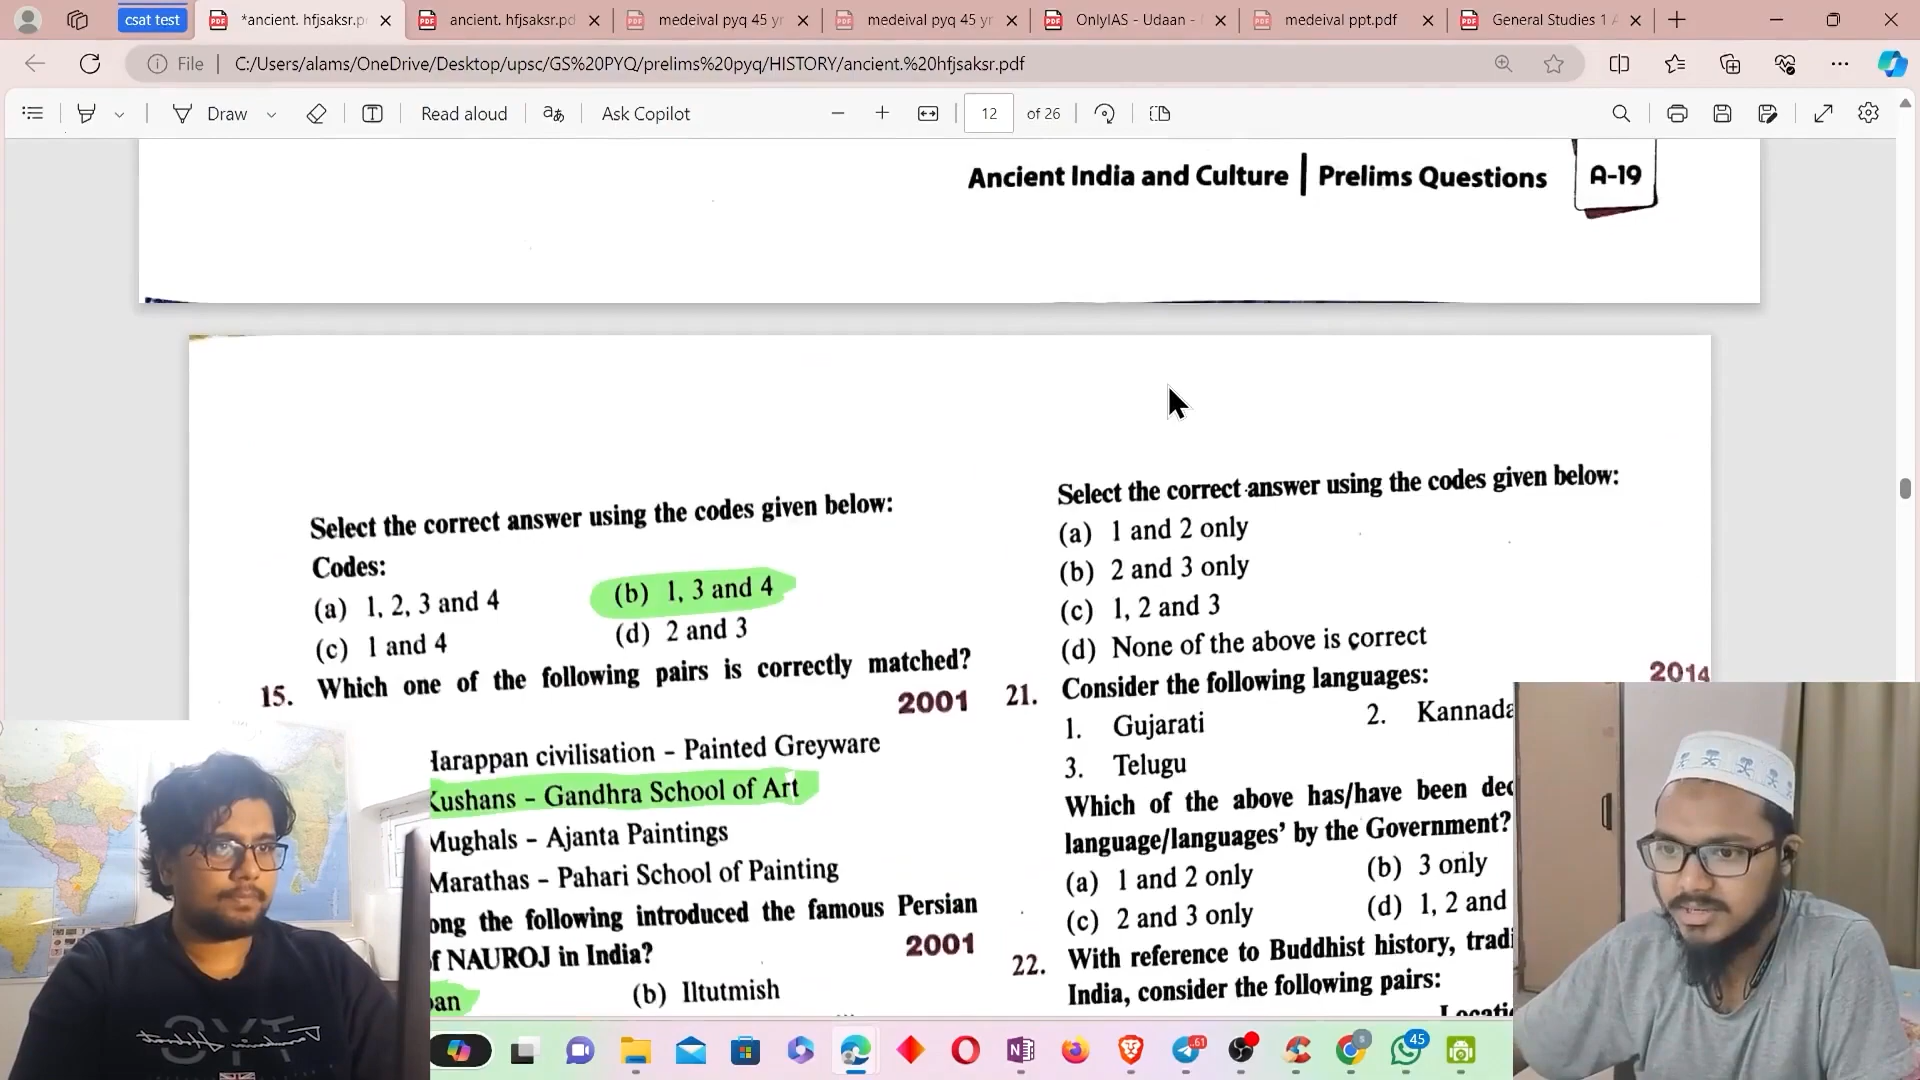 csat test
*ancient. hfjsaksr.p
ancient. hfjsaksr.pd
medeival pyq 45 yr
medeival pyq 45 yr
OnlyIAS - Udaan -
medeival ppt.pdf
General Studies 1
File
C:/Users/alams/OneDrive/Desktop/upsc/GS%20PYQ/prelims%20pyq/HISTORY/ancient.%20hfjsaksr.pdf
Draw
Read aloud
Ask Copilot
12
of 26
Ancient India and Culture | Prelims Questions
A-19
Select the correct answer using the codes given below:
Codes:
(a) 1, 2, 3 and 4
(b) 1, 3 and 4
(c) 1 and 4
(d) 2 and 3
15. Which one of the following pairs is correctly matched?
2001
Harappan civilisation – Painted Greyware
Kushans – Gandhra School of Art
Mughals – Ajanta Paintings
Marathas – Pahari School of Painting
ong the following introduced the famous Persian
f NAUROJ in India?
2001
ban
(b) Iltutmish
Select the correct answer using the codes given below:
(a) 1 and 2 only
(b) 2 and 3 only
(c) 1, 2 and 3
(d) None of the above is correct
2014
21. Consider the following languages:
1. Gujarati
2. Kannada
3. Telugu
Which of the above has/have been dec
language/languages' by the Government?
(a) 1 and 2 only
(b) 3 only
(c) 2 and 3 only
(d) 1, 2 and
22. With reference to Buddhist history, tradi
India, consider the following pairs:
Locati
61
45